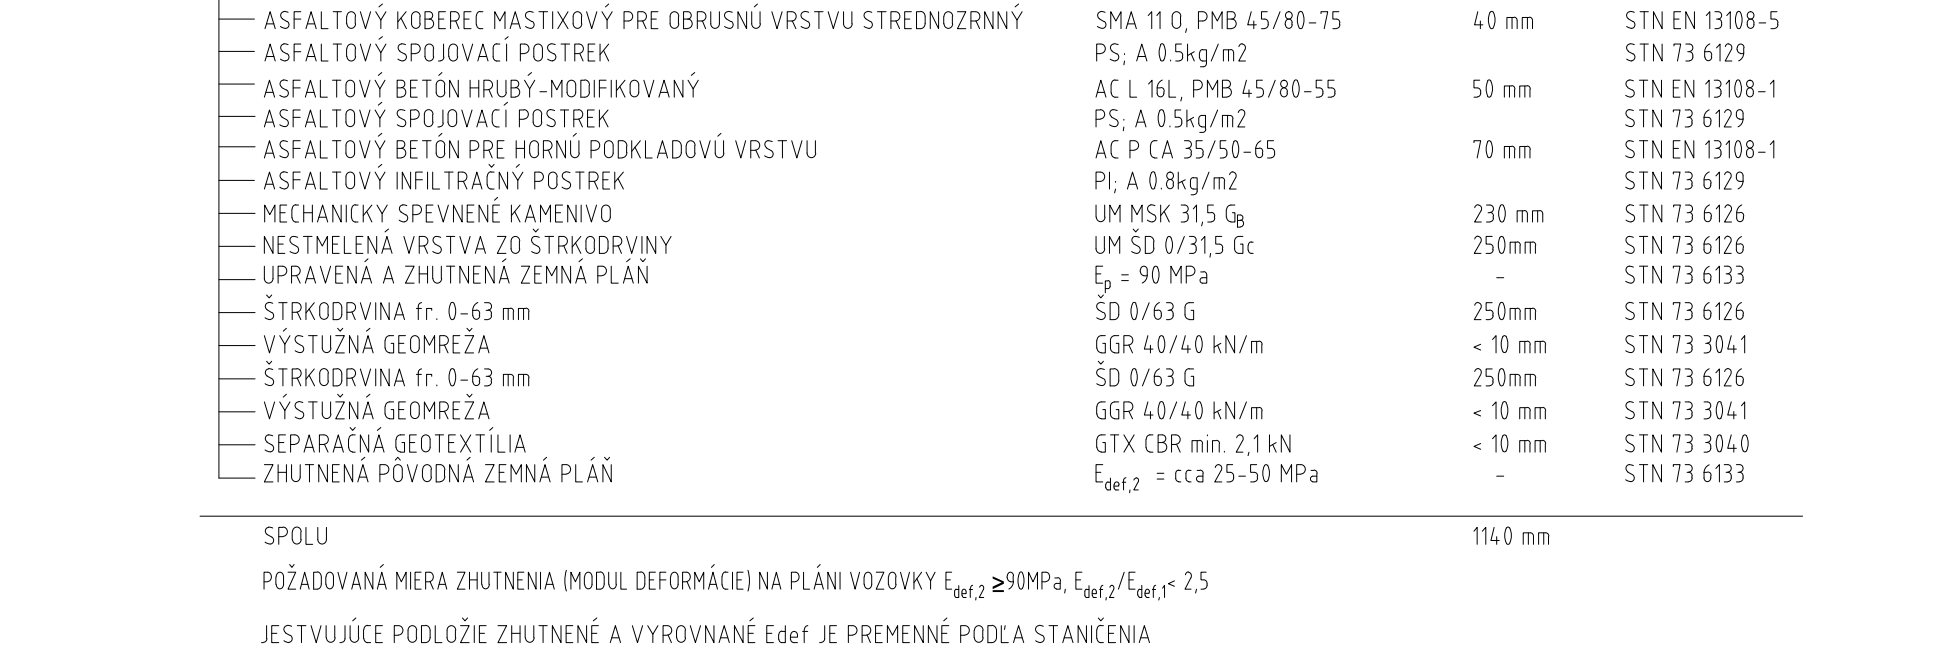 ASFALTOVÝ KOBEREC MASTIXOVÝ PRE OBRUSNÚ VRSTVU STREDNOZRNNÝ SMA 11 O, PMB 45/80-75 40 mm STN EN 13108-5
ASFALTOVÝ SPOJOVACÍ POSTREK PS; A 0.5kg/m2 STN 73 6129
ASFALTOVÝ BETÓN HRUBÝ-MODIFIKOVANÝ AC L 16L, PMB 45/80-55 50 mm STN EN 13108-1
ASFALTOVÝ SPOJOVACÍ POSTREK PS; A 0.5kg/m2 STN 73 6129
ASFALTOVÝ BETÓN PRE HORNÚ PODKLADOVÚ VRSTVU AC P CA 35/50-65 70 mm STN EN 13108-1
ASFALTOVÝ INFILTRAČNÝ POSTREK PI; A 0.8kg/m2 STN 73 6129
MECHANICKY SPEVNENÉ KAMENIVO UM MSK 31,5 GB 230 mm STN 73 6126
NESTMELENÁ VRSTVA ZO ŠTRKODRVINY UM ŠD 0/31,5 Gc 250mm STN 73 6126
UPRAVENÁ A ZHUTNENÁ ZEMNÁ PLÁŇ Ep = 90 MPa - STN 73 6133
ŠTRKODRVINA fr. 0-63 mm ŠD 0/63 G 250mm STN 73 6126
VÝSTUŽNÁ GEOMREŽA GGR 40/40 kN/m < 10 mm STN 73 3041
ŠTRKODRVINA fr. 0-63 mm ŠD 0/63 G 250mm STN 73 6126
VÝSTUŽNÁ GEOMREŽA GGR 40/40 kN/m < 10 mm STN 73 3041
SEPARAČNÁ GEOTEXTÍLIA GTX CBR min. 2,1 kN < 10 mm STN 73 3040
ZHUTNENÁ PÔVODNÁ ZEMNÁ PLÁŇ Edef,2 = cca 25-50 MPa - STN 73 6133
SPOLU 1140 mm
POŽADOVANÁ MIERA ZHUTNENIA (MODUL DEFORMÁCIE) NA PLÁNI VOZOVKY Edef,2 ≥90MPa, Edef,2/Edef,1< 2,5
JESTVUJÚCE PODLOŽIE ZHUTNENÉ A VYROVNANÉ Edef JE PREMENNÉ PODĽA STANIČENIA